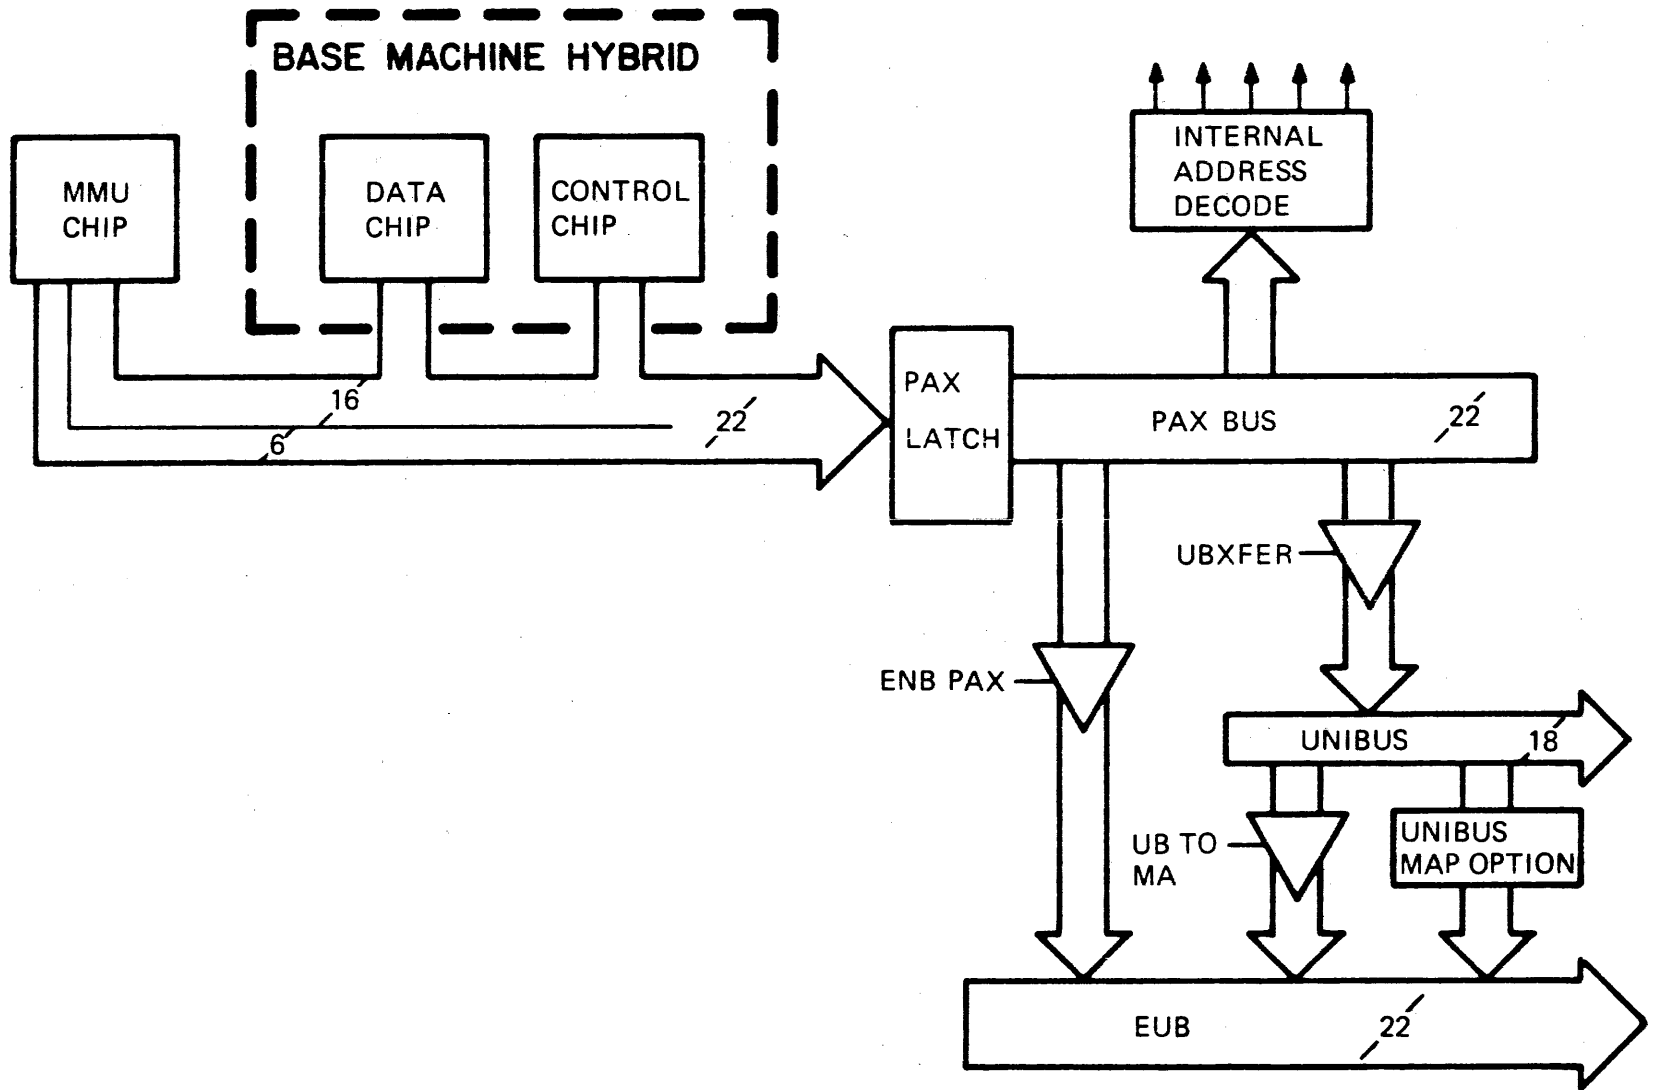 BASE MACHINE HYBRID
MMU
CHIP
DATA
CHIP
CONTROL
CHIP
INTERNAL
ADDRESS
DECODE
16
6
22
PAX
LATCH
PAX BUS
22
UBXFER
ENB PAX
UNIBUS
18
UB TO
MA
UNIBUS
MAP OPTION
EUB
22